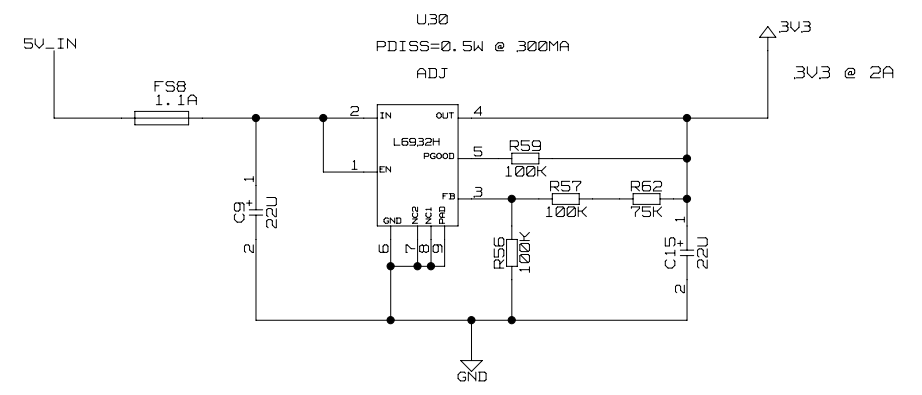 U30
PDISS=0.5W @ 300MA
ADJ
5V_IN
3V3
3V3 @ 2A
FS8
1.1A
2
IN
OUT
4
L6932H
PGOOD
5
R59
100K
1
EN
FB
3
R57
100K
R62
75K
1
C9
+
22U
2
GND
NC2
NC1
PAD
6
7
8
9
R56
100K
1
C15
+
22U
2
GND